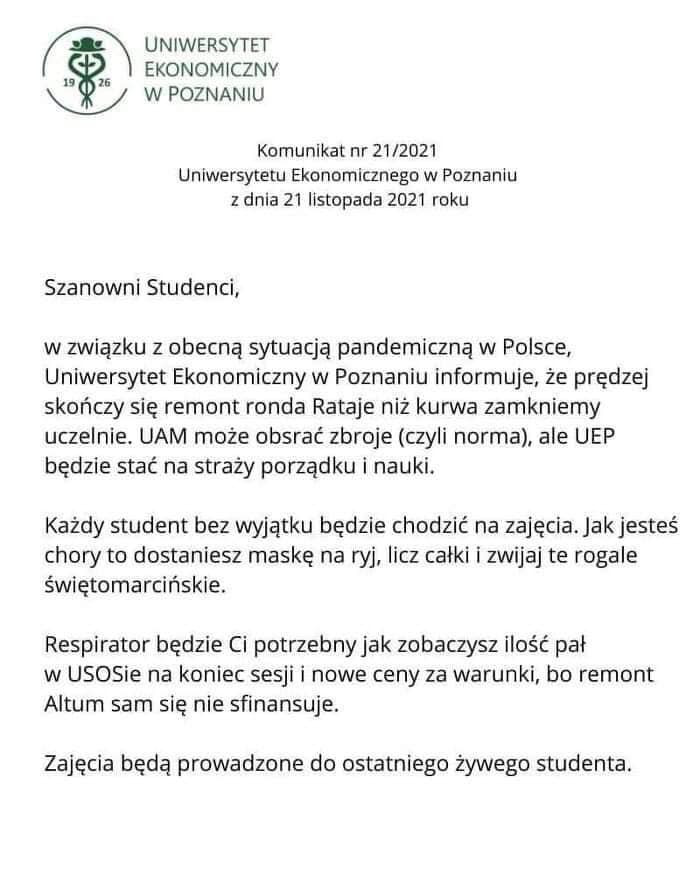 19 26
UNIWERSYTET
EKONOMICZNY
W POZNANIU
Komunikat nr 21/2021
Uniwersytetu Ekonomicznego w Poznaniu
z dnia 21 listopada 2021 roku
Szanowni Studenci,
w związku z obecną sytuacją pandemiczną w Polsce,
Uniwersytet Ekonomiczny w Poznaniu informuje, że prędzej
skończy się remont ronda Rataje niż kurwa zamkniemy
uczelnie. UAM może obsrać zbroje (czyli norma), ale UEP
będzie stać na straży porządku i nauki.
Każdy student bez wyjątku będzie chodzić na zajęcia. Jak jesteś
chory to dostaniesz maskę na ryj, licz całki i zwijaj te rogale
świętomarcińskie.
Respirator będzie Ci potrzebny jak zobaczysz ilość pał
w USOSie na koniec sesji i nowe ceny za warunki, bo remont
Altum sam się nie sfinansuje.
Zajęcia będą prowadzone do ostatniego żywego studenta.